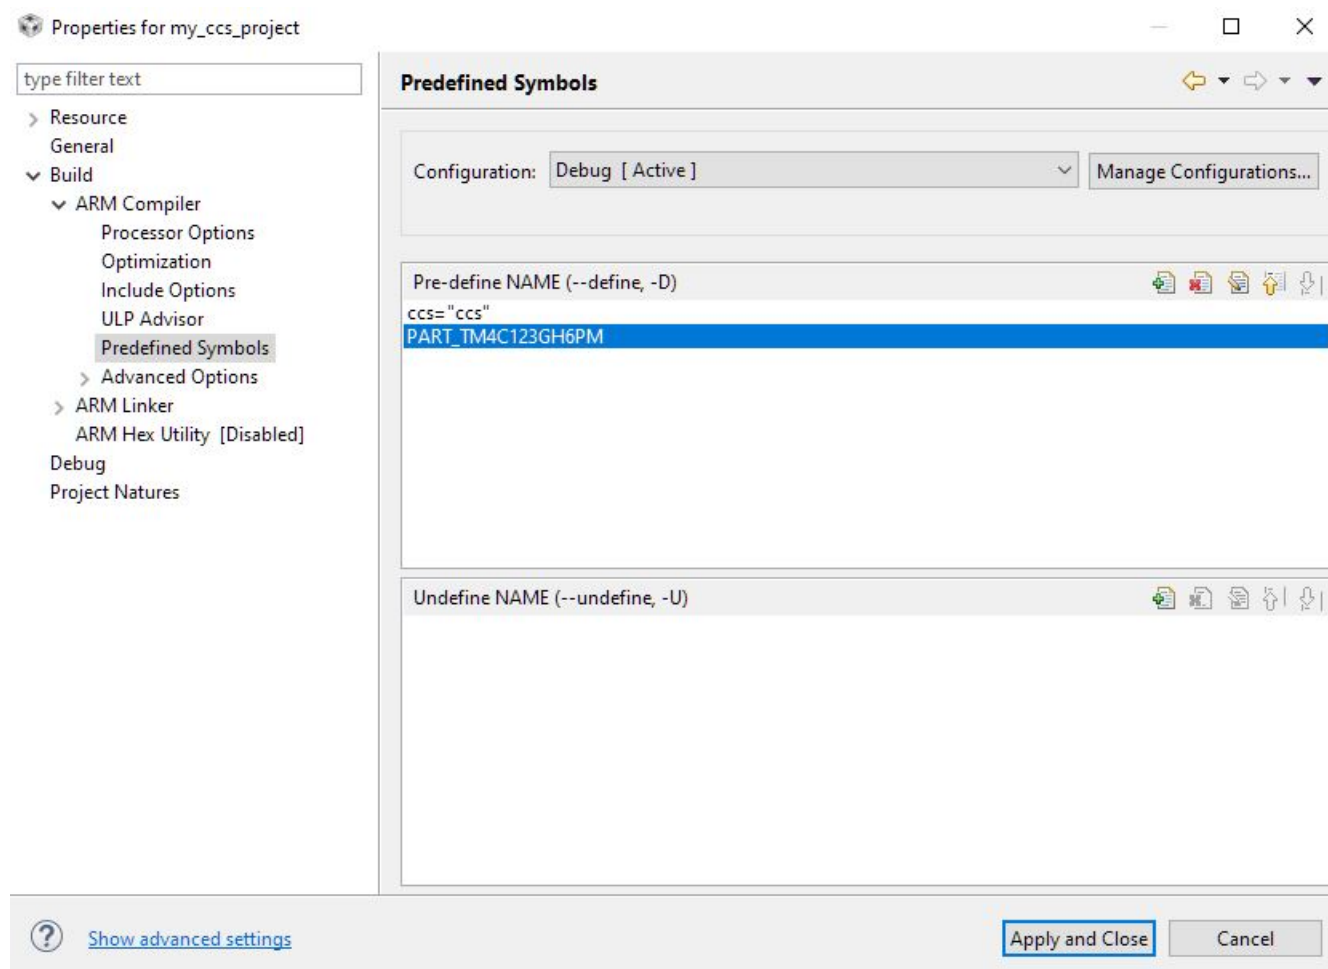 Properties for my_ccs_project
type filter text
Resource
General
Build
ARM Compiler
Processor Options
Optimization
Include Options
ULP Advisor
Predefined Symbols
Advanced Options
ARM Linker
ARM Hex Utility [Disabled]
Debug
Project Natures
Predefined Symbols
Configuration: Debug [ Active ] Manage Configurations...
Pre-define NAME (--define, -D)
ccs="ccs"
PART_TM4C123GH6PM
Undefine NAME (--undefine, -U)
Show advanced settings
Apply and Close Cancel